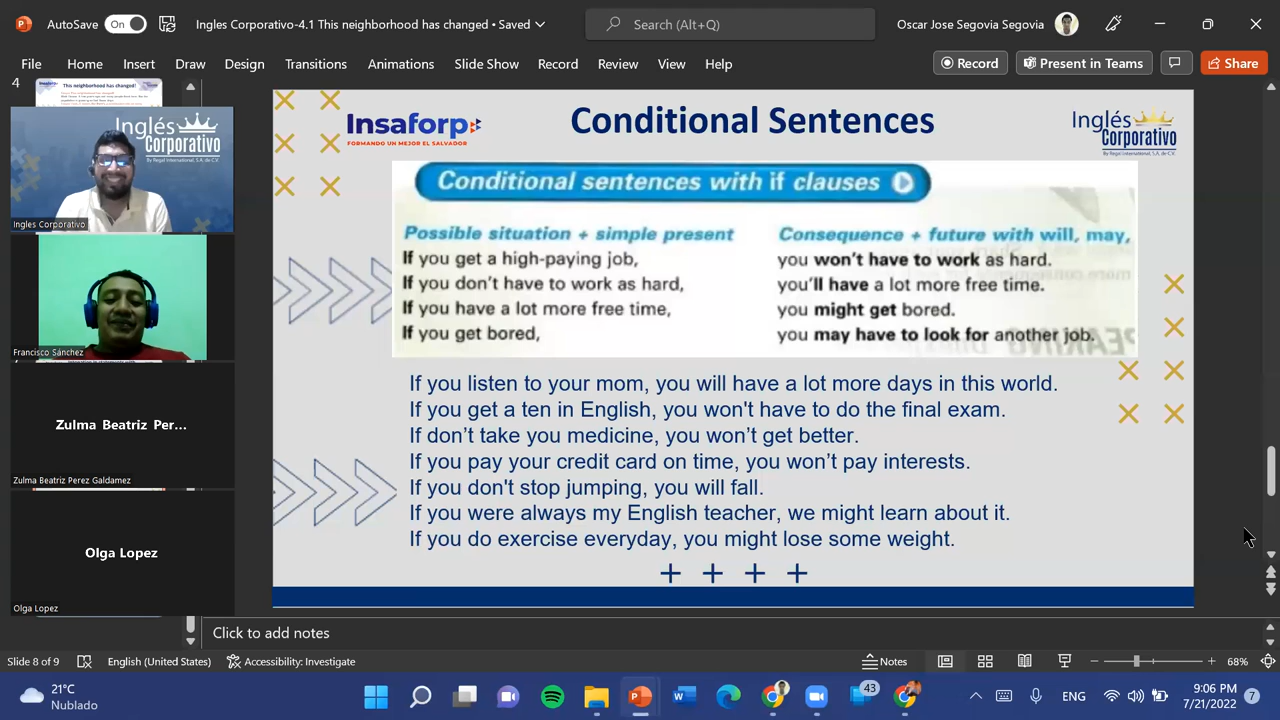 AutoSave On Ingles Corporativo-4.1 This neighborhood has changed • Saved Search (Alt+Q) Oscar Jose Segovia Segovia
File Home Insert Draw Design Transitions Animations Slide Show Record Review View Help Record Present in Teams Share
4
This neighborhood has changed!
Inglés
Corporativo
By Regal International, S.A. de C.V.
Ingles Corporativo
Francisco Sánchez
Zulma Beatriz Per...
Zulma Beatriz Perez Galdamez
Olga Lopez
Olga Lopez
Insaforp
FORMANDO UN MEJOR EL SALVADOR
Conditional Sentences
Inglés
Corporativo
By Regal International, S.A. de C.V.
Conditional sentences with if clauses
Possible situation + simple present Consequence + future with will, may,
If you get a high-paying job, you won't have to work as hard.
If you don't have to work as hard, you'll have a lot more free time.
If you have a lot more free time, you might get bored.
If you get bored, you may have to look for another job.
If you listen to your mom, you will have a lot more days in this world.
If you get a ten in English, you won't have to do the final exam.
If don’t take you medicine, you won’t get better.
If you pay your credit card on time, you won’t pay interests.
If you don't stop jumping, you will fall.
If you were always my English teacher, we might learn about it.
If you do exercise everyday, you might lose some weight.
+ + + +
Click to add notes
Slide 8 of 9 English (United States) Accessibility: Investigate Notes 68%
21°C
Nublado
43
ENG
9:06 PM
7/21/2022
7